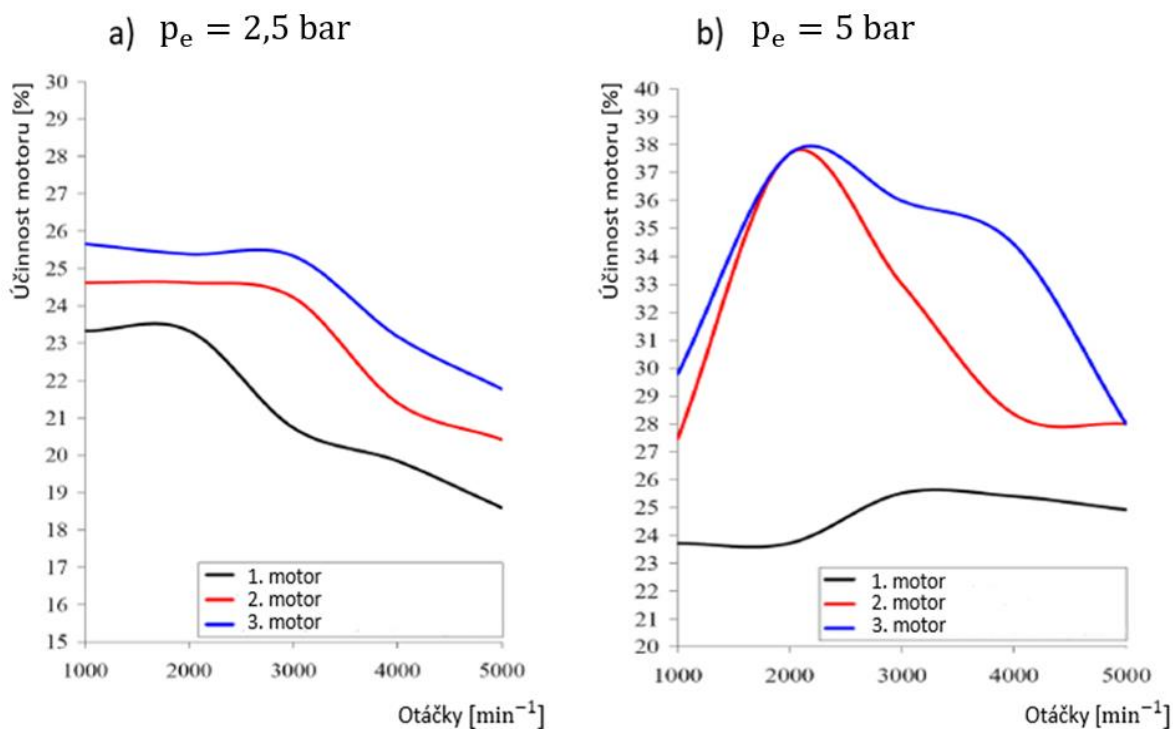 a) pₑ = 2,5 bar
Účinnost motoru [%]
30
29
28
27
26
25
24
23
22
21
20
19
18
17
16
15
1. motor
2. motor
3. motor
1000 2000 3000 4000 5000
Otáčky [min⁻¹]
b) pₑ = 5 bar
Účinnost motoru [%]
40
39
38
37
36
35
34
33
32
31
30
29
28
27
26
25
24
23
22
21
20
1. motor
2. motor
3. motor
1000 2000 3000 4000 5000
Otáčky [min⁻¹]